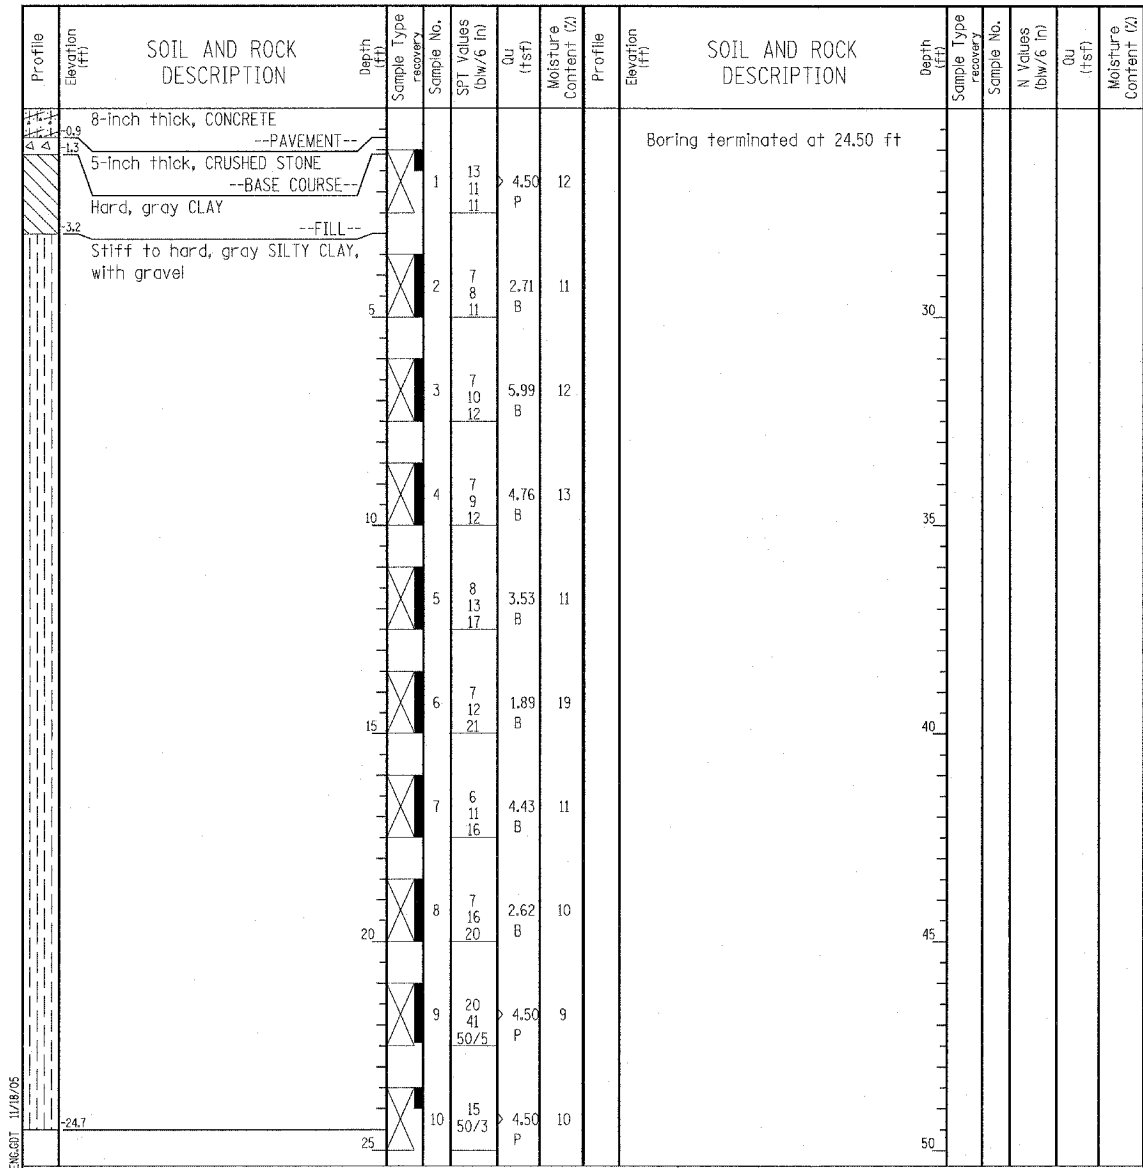 Profile
Elevation (ft)
SOIL AND ROCK
DESCRIPTION
Depth (ft)
Sample Type
recovery
Sample No.
SPT Values
(blw/6 in)
Qu
(tsf)
Moisture
Content (%)
Profile
Elevation (ft)
SOIL AND ROCK
DESCRIPTION
Depth (ft)
Sample Type
recovery
Sample No.
N Values
(blw/6 in)
Qu
(tsf)
Moisture
Content (%)
8-inch thick, CONCRETE
-0.9
--PAVEMENT--
-1.3
5-inch thick, CRUSHED STONE
--BASE COURSE--
Hard, gray CLAY
-3.2
--FILL--
Stiff to hard, gray SILTY CLAY,
with gravel
1
13
11
11
> 4.50
P
12
2
7
8
11
2.71
B
11
5
3
7
10
12
5.99
B
12
4
7
9
12
4.76
B
13
10
5
8
13
17
3.53
B
11
6
7
12
21
1.89
B
19
15
7
6
11
16
4.43
B
11
8
7
16
20
2.62
B
10
20
9
20
41
50/5
> 4.50
P
9
10
15
50/3
> 4.50
P
10
-24.7
25
Boring terminated at 24.50 ft
30
35
40
45
50
ENG.GDT 11/18/05